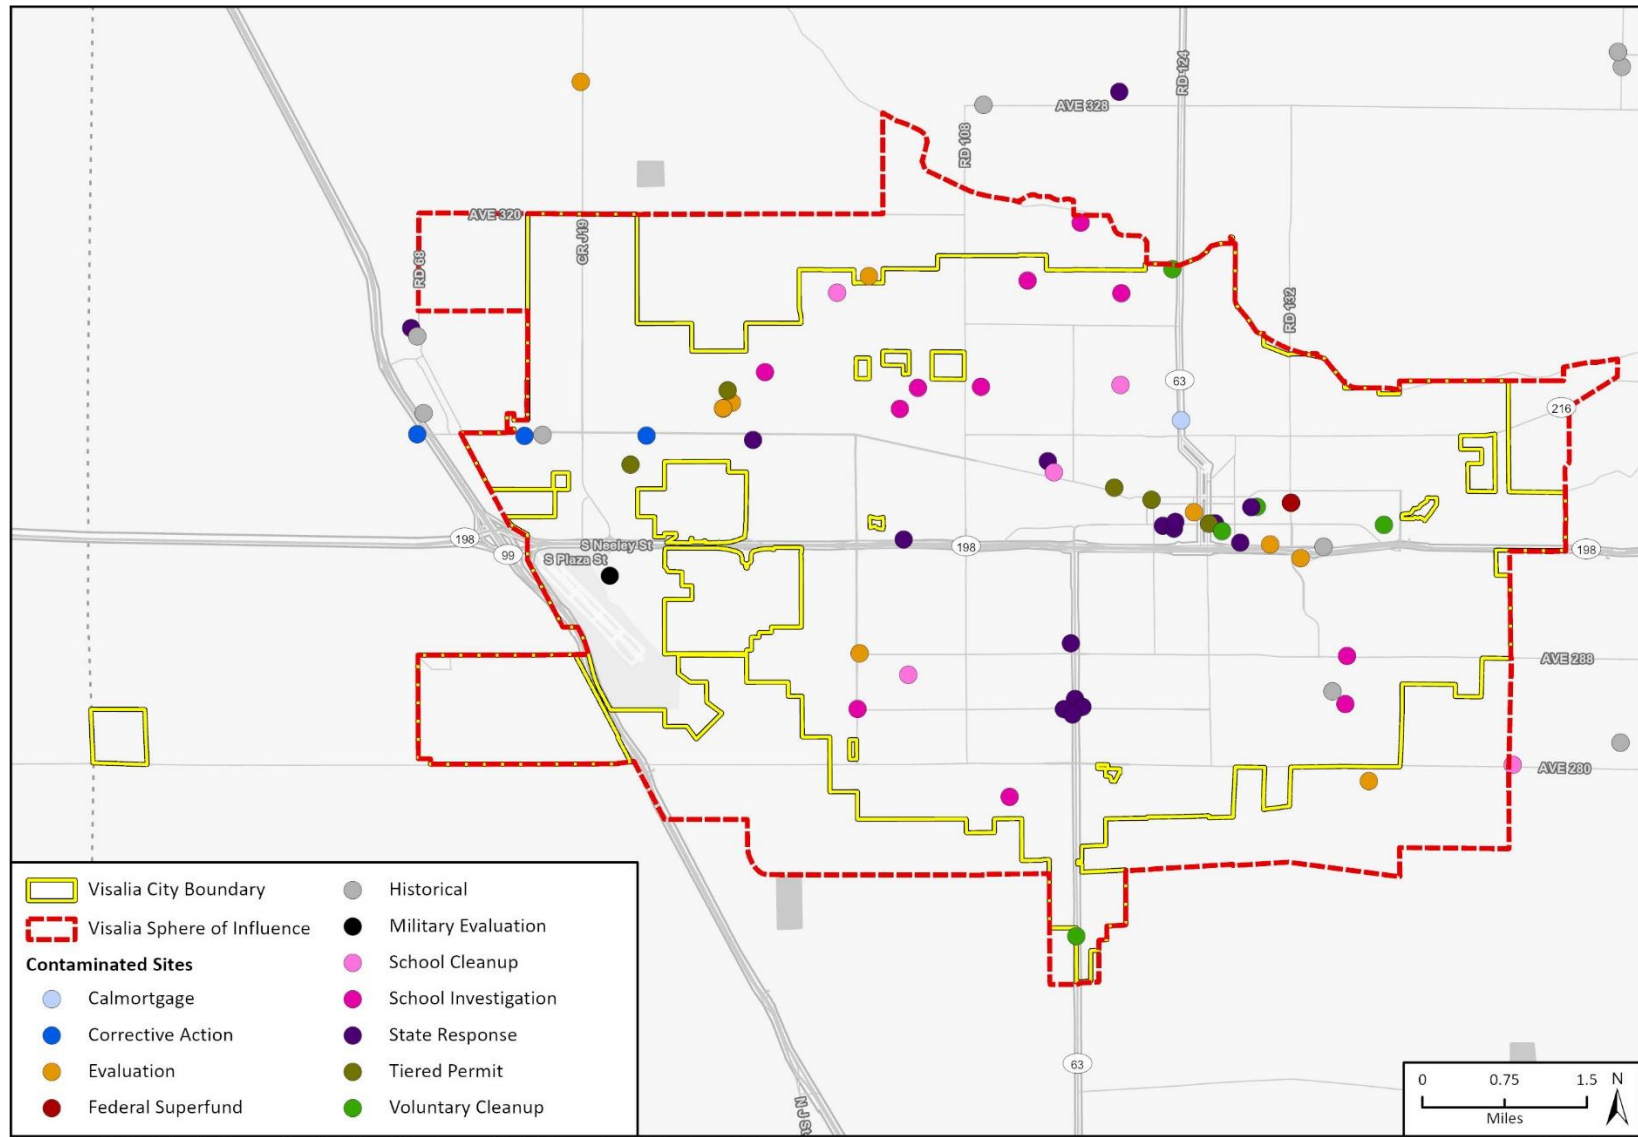 RD 124
AVE 328
RD 108
AVE 320
CR J19
RD 68
RD 132
63
216
198
99
S Neeley St
S Plaza St
198
198
AVE 288
AVE 280
63
N J St
Visalia City Boundary
Visalia Sphere of Influence
Contaminated Sites
Calmortgage
Corrective Action
Evaluation
Federal Superfund
Historical
Military Evaluation
School Cleanup
School Investigation
State Response
Tiered Permit
Voluntary Cleanup
0 0.75 1.5 N
Miles